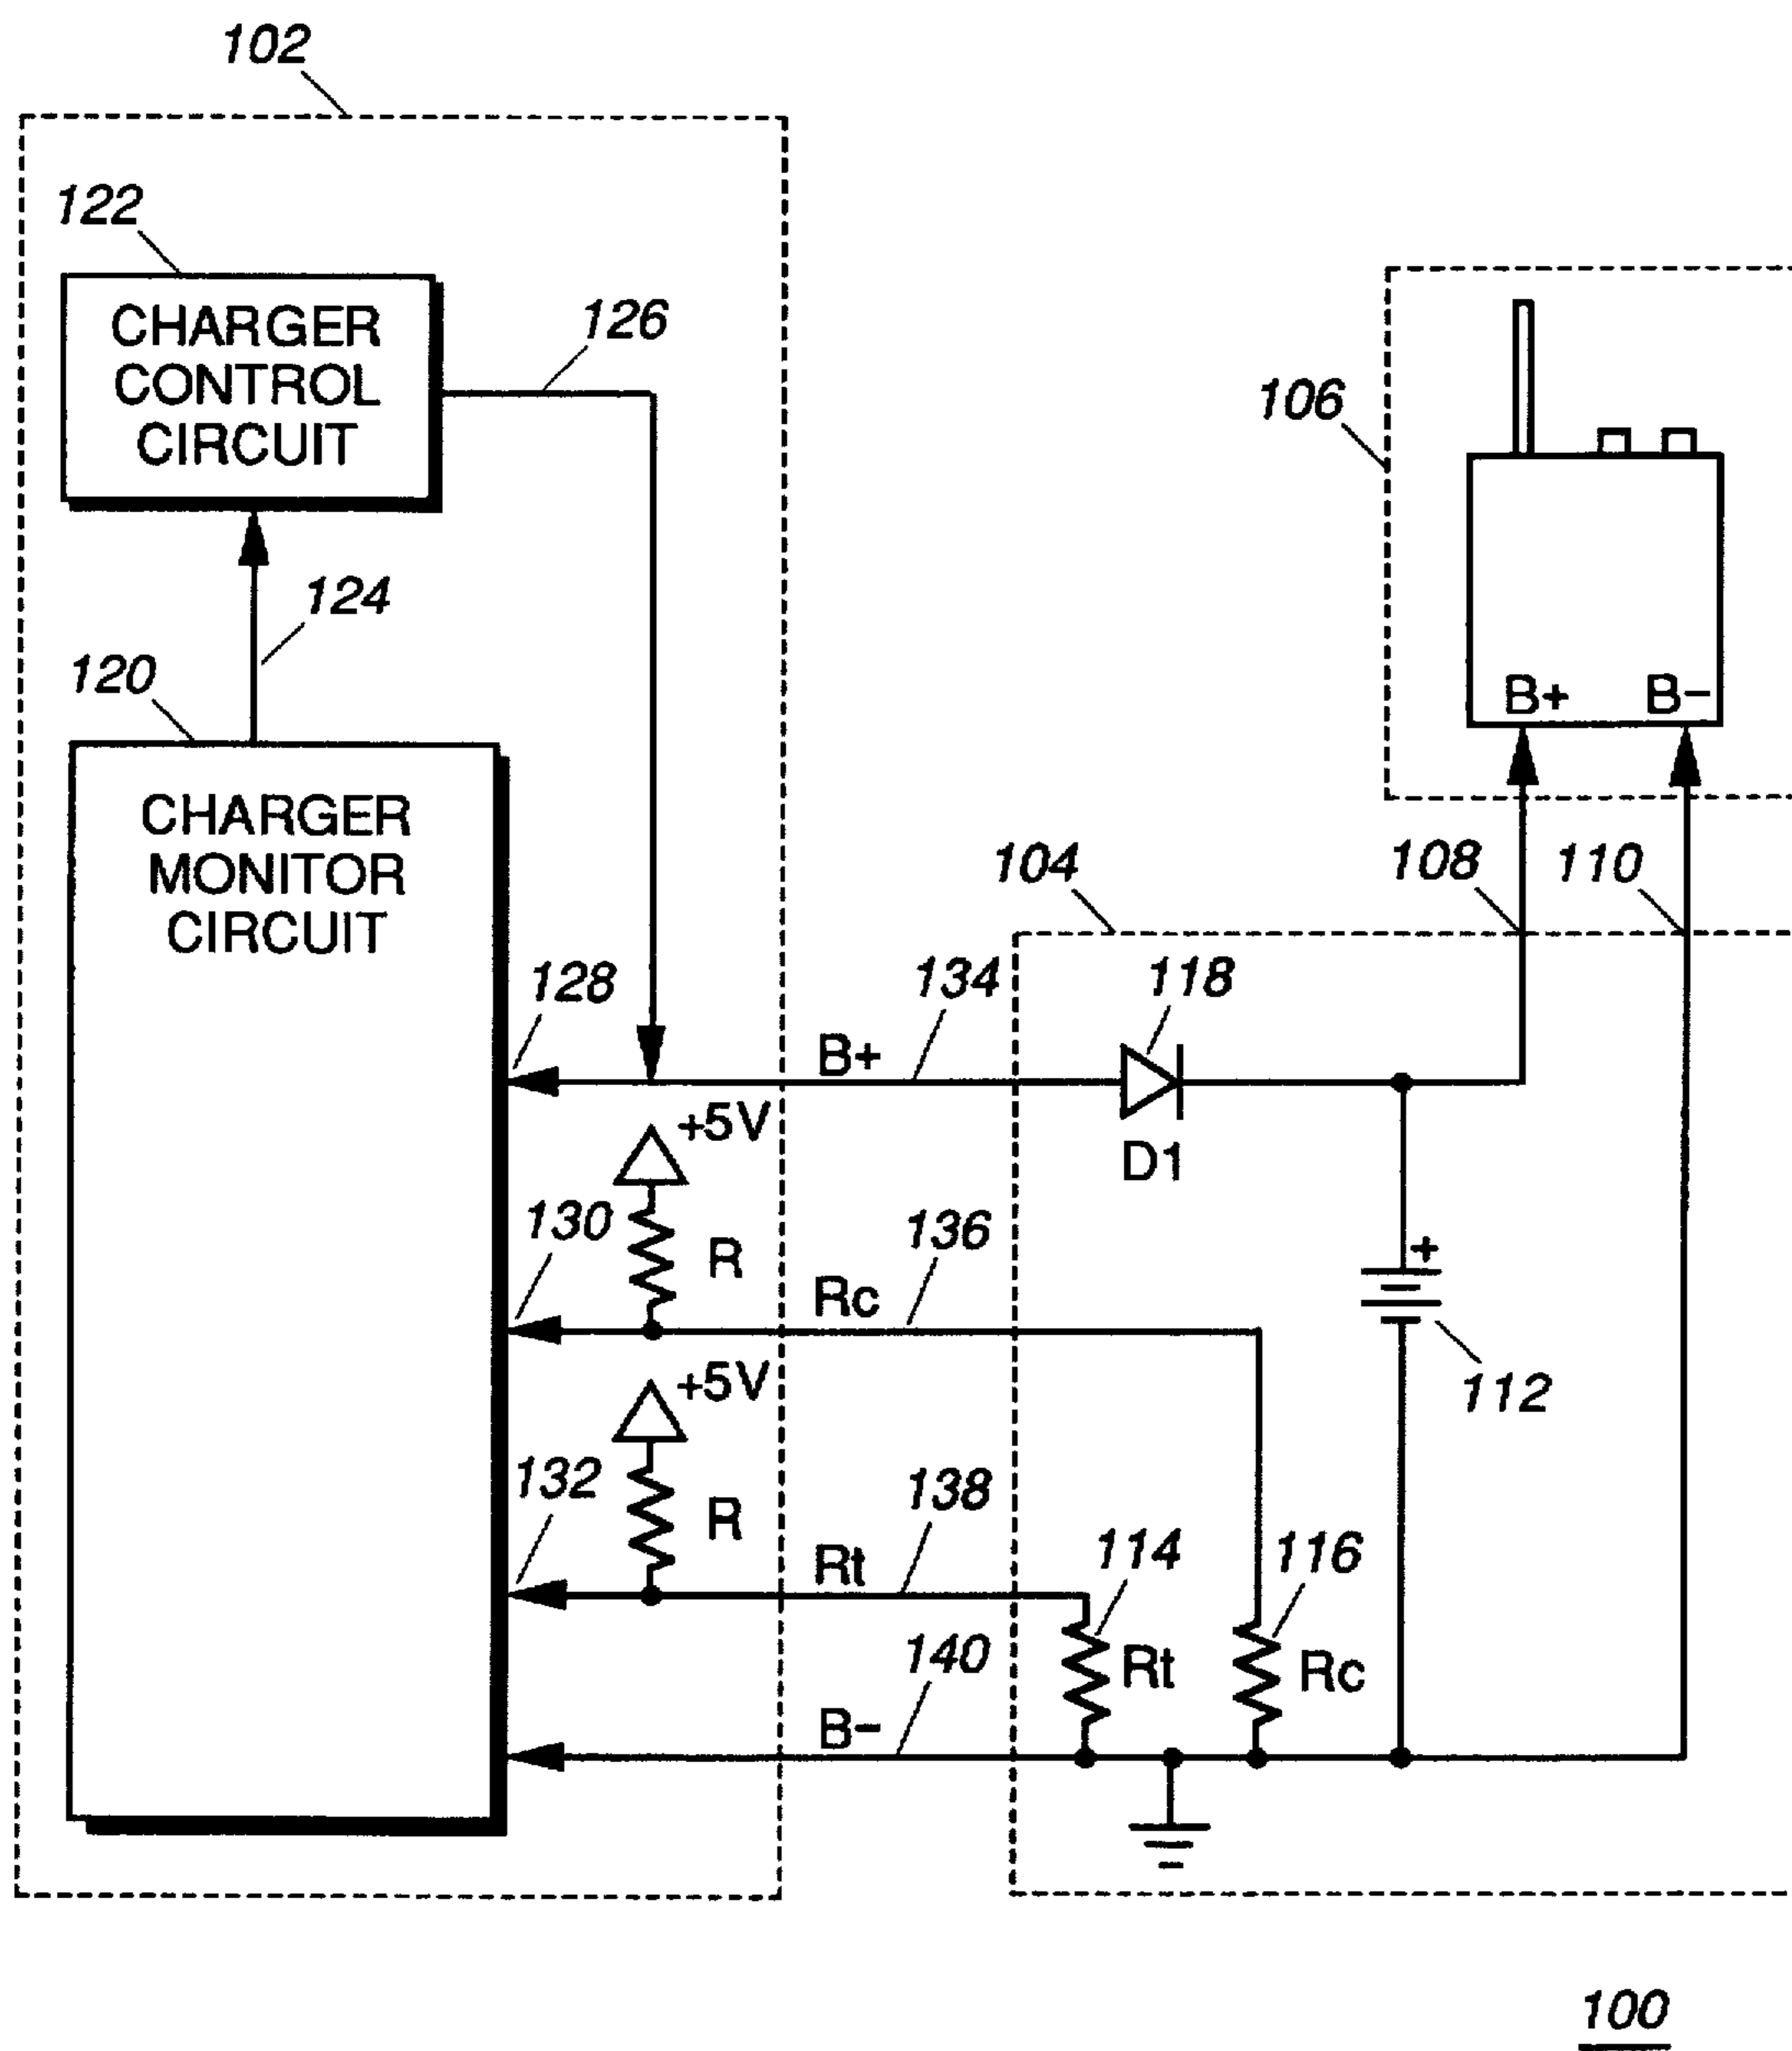 102
122
CHARGER
CONTROL
CIRCUIT
126
106
124
120
B+ B−
CHARGER
MONITOR
CIRCUIT
104
108
110
128
134
118
B+
+5V
D1
130
136
R
+
Rc
+5V
112
132
138
R
114
116
Rt
140
Rt
Rc
B−
100